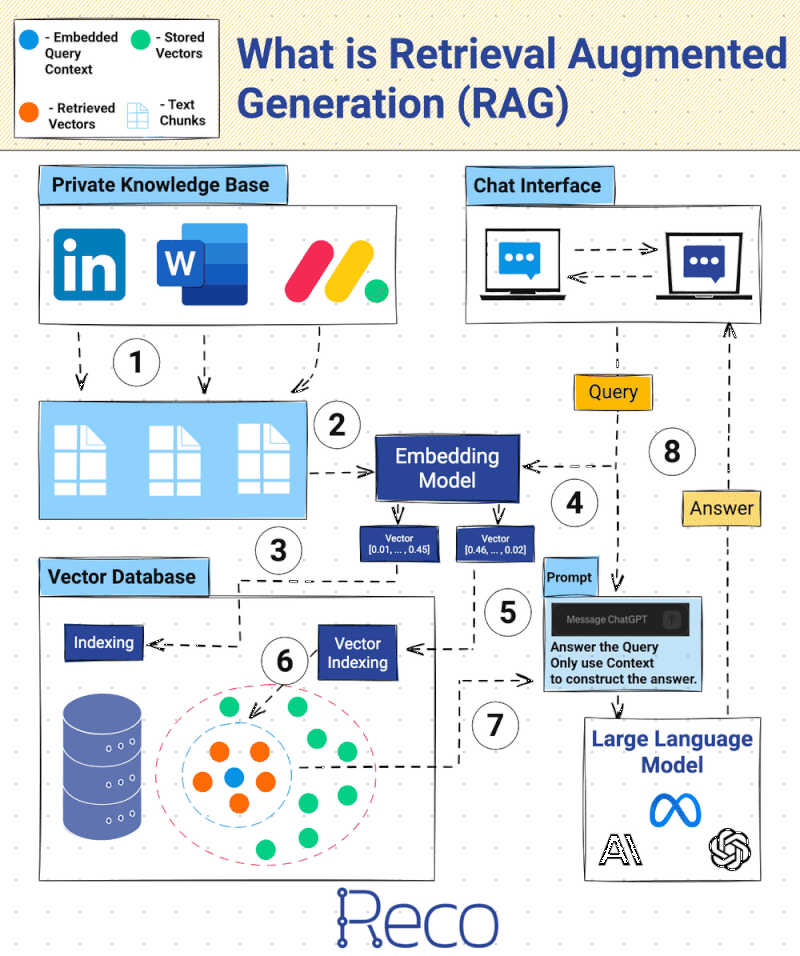 - Embedded
Query
Context
- Stored
Vectors
- Retrieved
Vectors
- Text
Chunks
What is Retrieval Augmented
Generation (RAG)
Private Knowledge Base
Chat Interface
in
W
1
Query
2
Embedding
Model
8
4
Answer
Vector
[0.01, ... , 0.45]
Vector
[0.46, ... , 0.02]
3
Vector Database
Prompt
5
Message ChatGPT
Answer the Query
Only use Context
to construct the answer.
Indexing
Vector
Indexing
6
7
Large Language
Model
AI
Reco